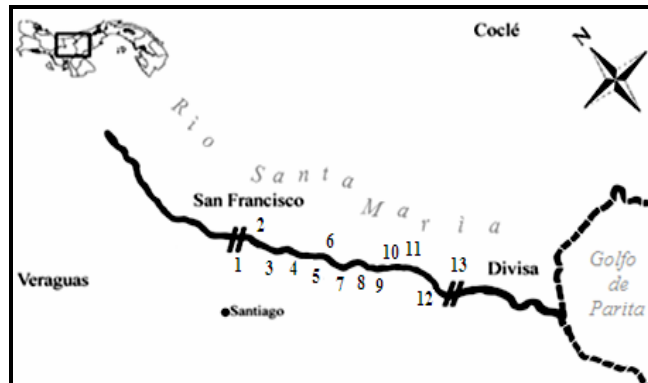 Coclé
N
Rio Santa Marìa
San Francisco
2
6
10
11
13
1
3
4
5
7
8
9
12
Divisa
Golfo
de
Parita
Veraguas
Santiago